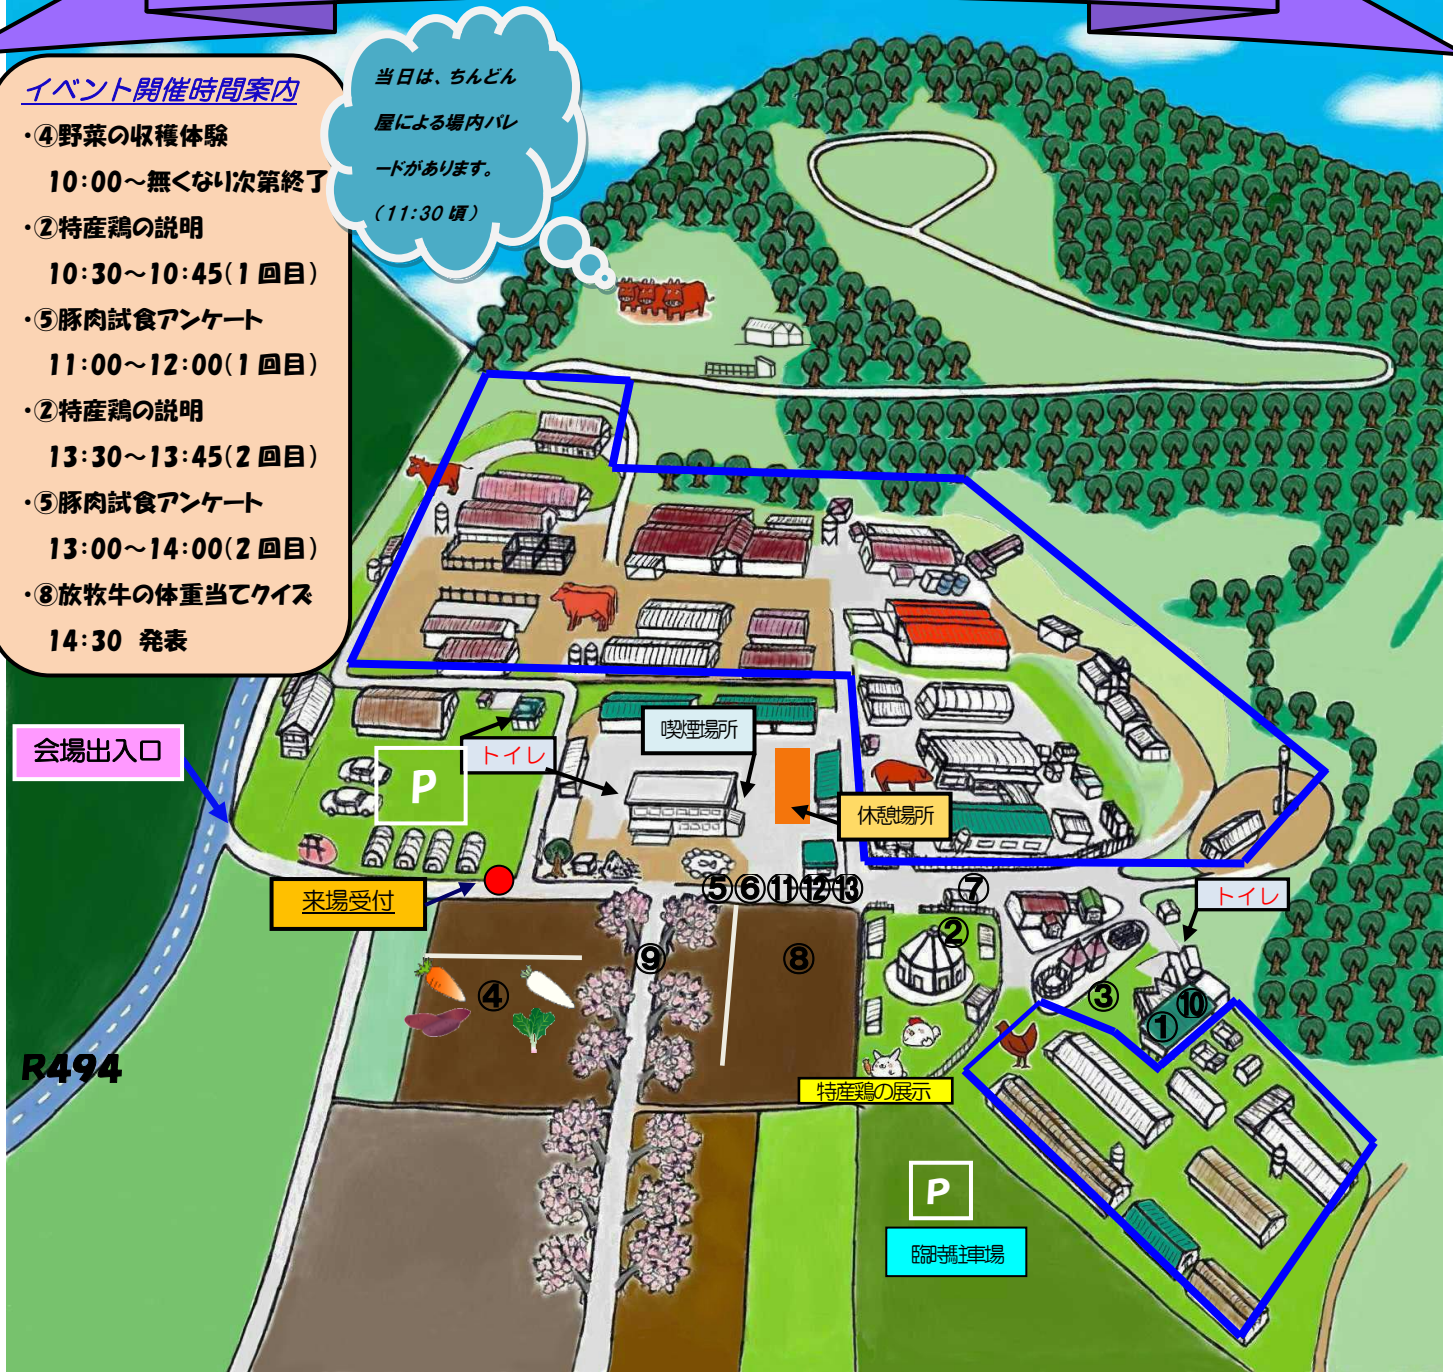 イベント開催時間案内
・④野菜の収穫体験
10:00～無くなり次第終了
・②特産鶏の説明
10:30～10:45(1回目)
・⑤豚肉試食アンケート
11:00～12:00(1回目)
・②特産鶏の説明
13:30～13:45(2回目)
・⑤豚肉試食アンケート
13:00～14:00(2回目)
・⑧放牧牛の体重当てクイズ
14:30 発表
当日は、ちんどん
屋による場内パレ
ードがあります。
(11:30頃)
会場出入口
P
トイレ
喫煙場所
休憩場所
来場受付
⑤⑥⑪⑫⑬
⑦
トイレ
②
⑨
⑧
④
③
⑩
①
R494
特産鶏の展示
P
臨時駐車場